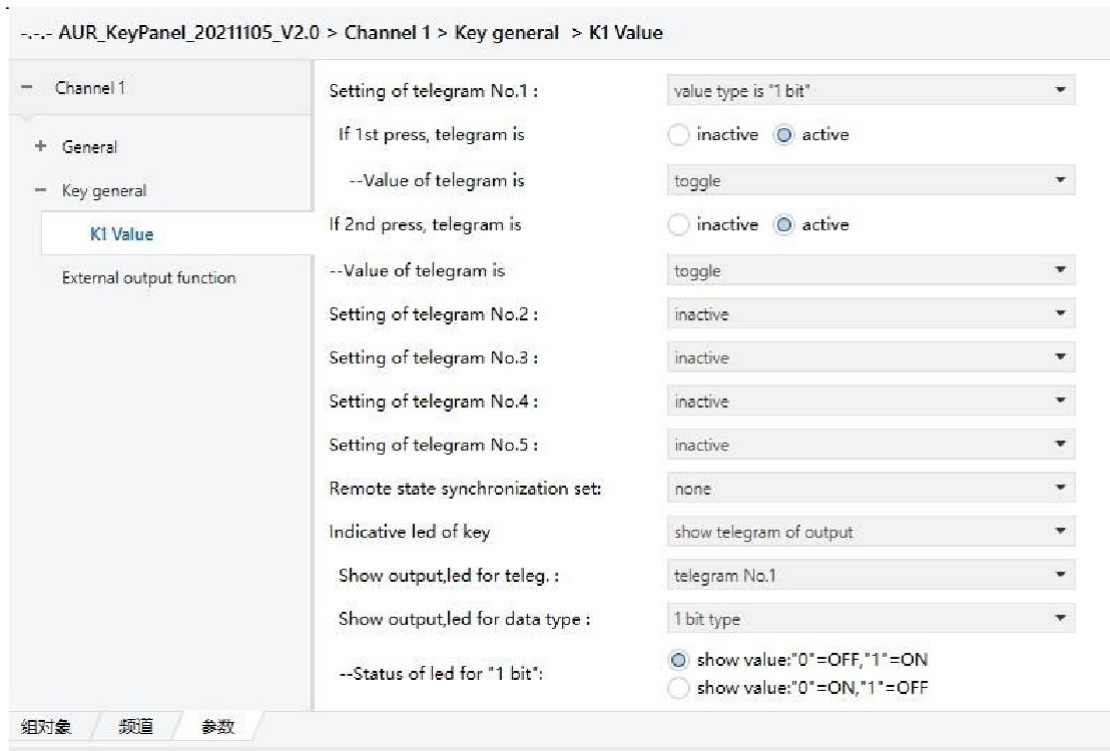 -.-.- AUR_KeyPanel_20211105_V2.0 > Channel 1 > Key general > K1 Value
− Channel 1
+ General
− Key general
K1 Value
External output function
Setting of telegram No.1 : value type is "1 bit"
If 1st press, telegram is inactive active
--Value of telegram is toggle
If 2nd press, telegram is inactive active
--Value of telegram is toggle
Setting of telegram No.2 : inactive
Setting of telegram No.3 : inactive
Setting of telegram No.4 : inactive
Setting of telegram No.5 : inactive
Remote state synchronization set: none
Indicative led of key show telegram of output
Show output,led for teleg. : telegram No.1
Show output,led for data type : 1 bit type
--Status of led for "1 bit": show value:"0"=OFF,"1"=ON
show value:"0"=ON,"1"=OFF
组对象 频道 参数